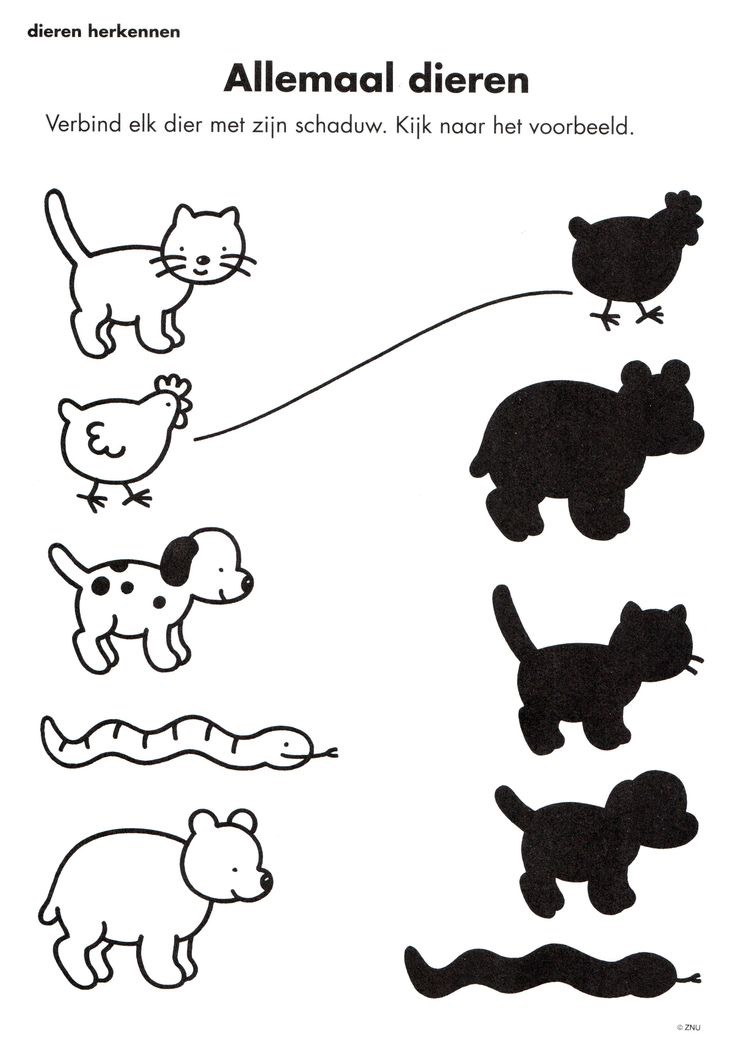 dieren herkennen
Allemaal dieren
Verbind elk dier met zijn schaduw. Kijk naar het voorbeeld.
© ZNU